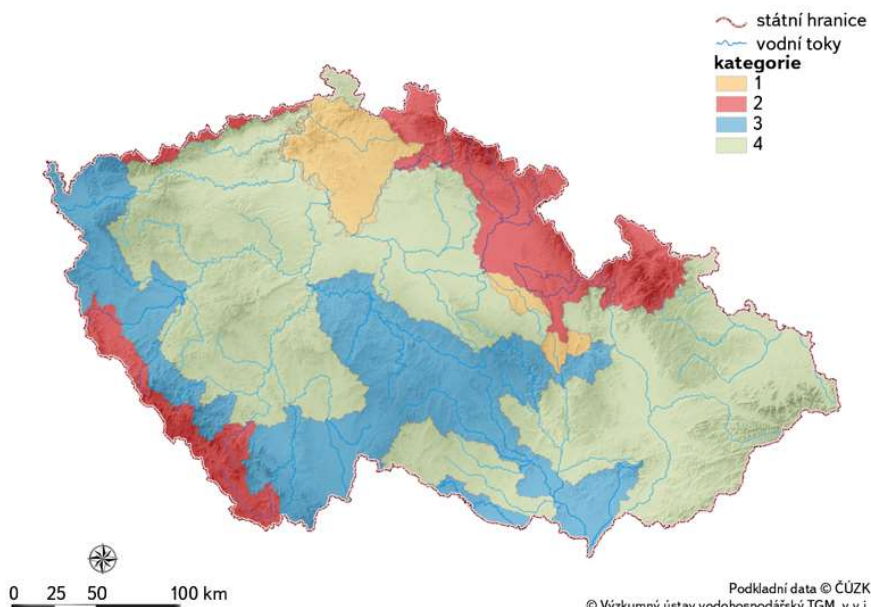 státní hranice
vodní toky
kategorie
1
2
3
4
0 25 50 100 km
Podkladní data © ČÚZK
© Výzkumný ústav vodohospodářský TGM, v.v.i.